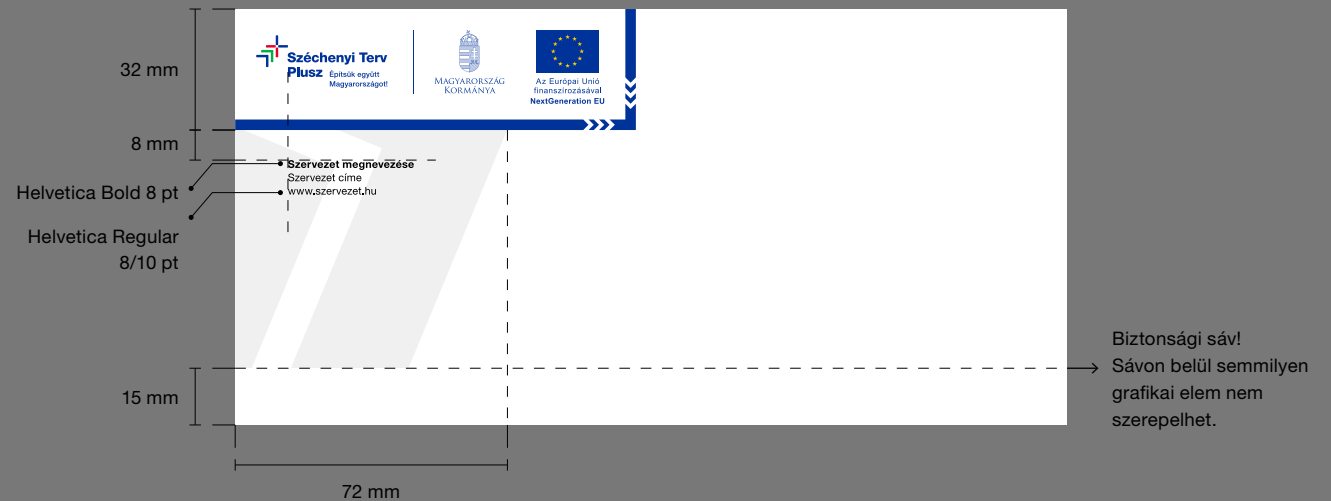 32 mm
8 mm
Helvetica Bold 8 pt
Helvetica Regular
8/10 pt
15 mm
72 mm
Széchenyi Terv
Plusz Építsük együtt
Magyarországot!
MAGYARORSZÁG
KORMÁNYA
Az Európai Unió
finanszírozásával
NextGeneration EU
Szervezet megnevezése
Szervezet címe
www.szervezet.hu
Biztonsági sáv!
Sávon belül semmilyen
grafikai elem nem
szerepelhet.